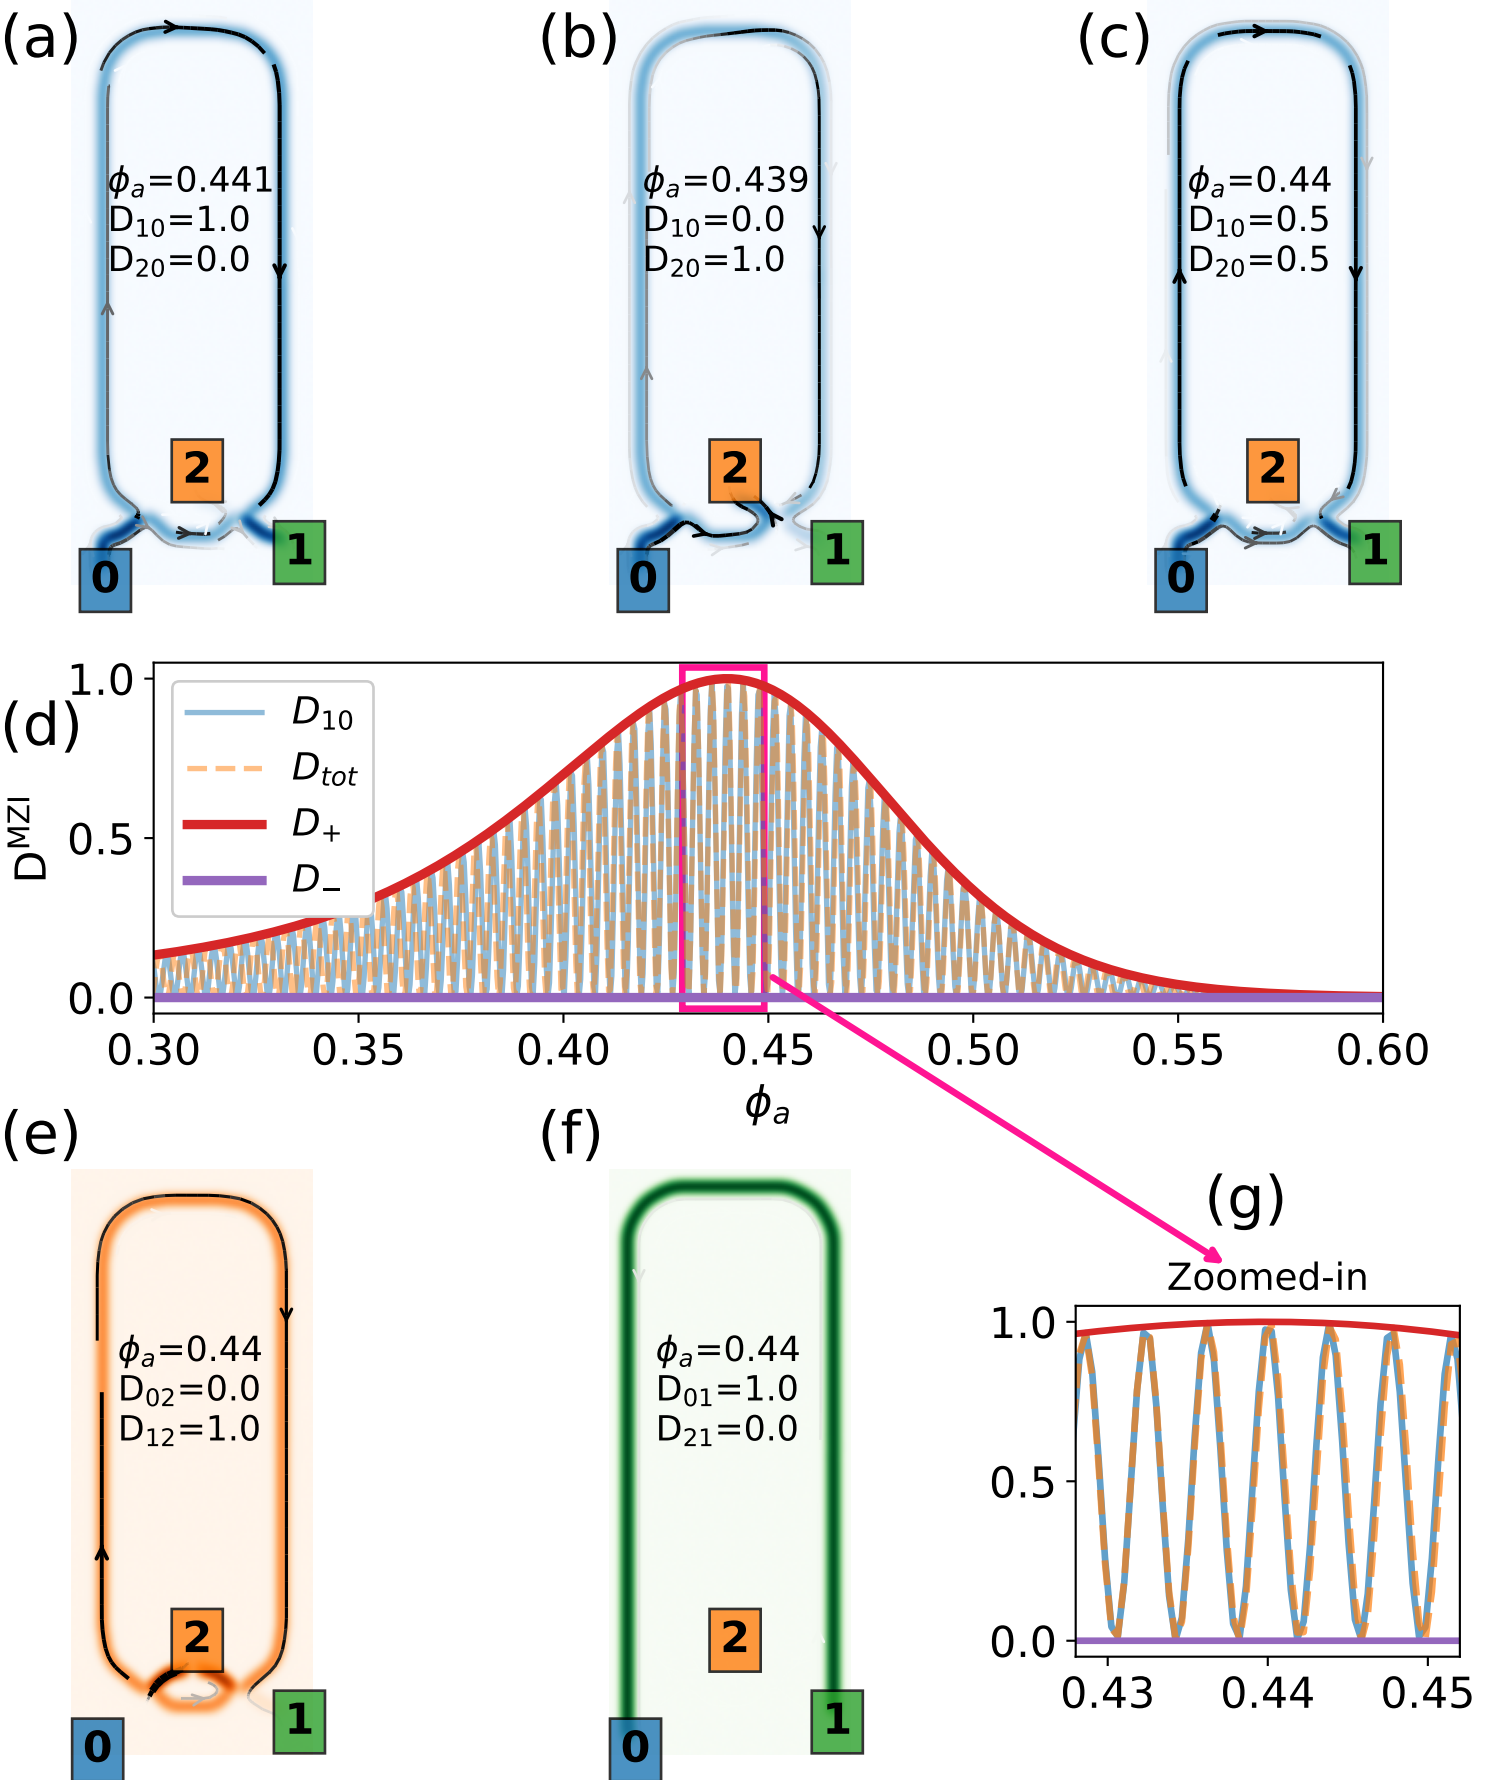 (a)
ϕₐ=0.441
D₁₀=1.0
D₂₀=0.0
2
0
1
(b)
ϕₐ=0.439
D₁₀=0.0
D₂₀=1.0
2
0
1
(c)
ϕₐ=0.44
D₁₀=0.5
D₂₀=0.5
2
0
1
(d)
Dᴹᶻᴵ
1.0
0.5
0.0
D₁₀
Dₜₒₜ
D₊
D₋
0.30 0.35 0.40 0.45 0.50 0.55 0.60
ϕₐ
(e)
ϕₐ=0.44
D₀₂=0.0
D₁₂=1.0
2
0
1
(f)
ϕₐ=0.44
D₀₁=1.0
D₂₁=0.0
2
0
1
(g)
Zoomed-in
1.0
0.5
0.0
0.43 0.44 0.45